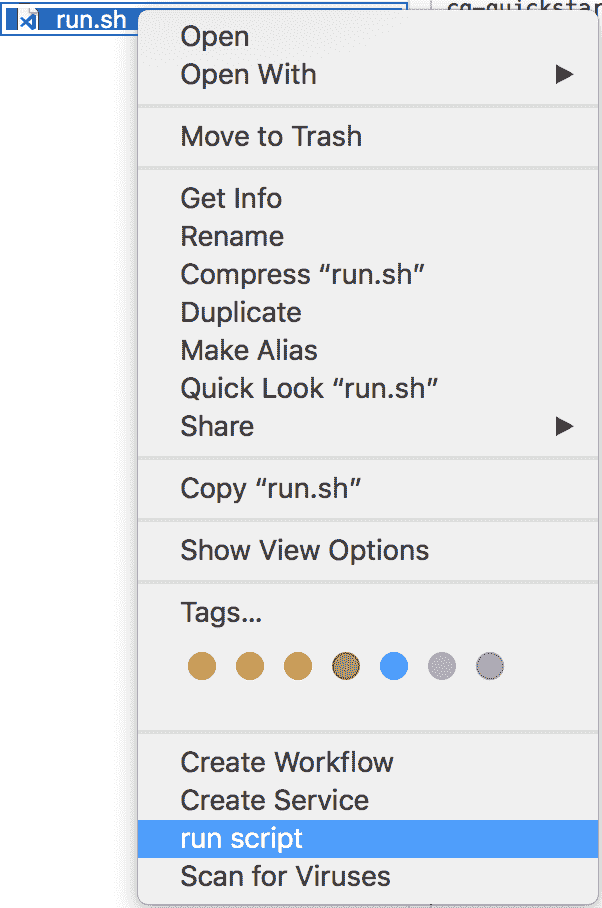 run.sh
cg-quickstar
Open
Open With
Move to Trash
Get Info
Rename
Compress “run.sh”
Duplicate
Make Alias
Quick Look “run.sh”
Share
Copy “run.sh”
Show View Options
Tags...
Create Workflow
Create Service
run script
Scan for Viruses